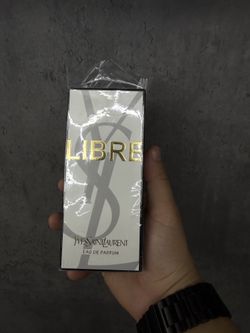 LIBRE
YVESSAINTLAURENT
EAU DE PARFUM